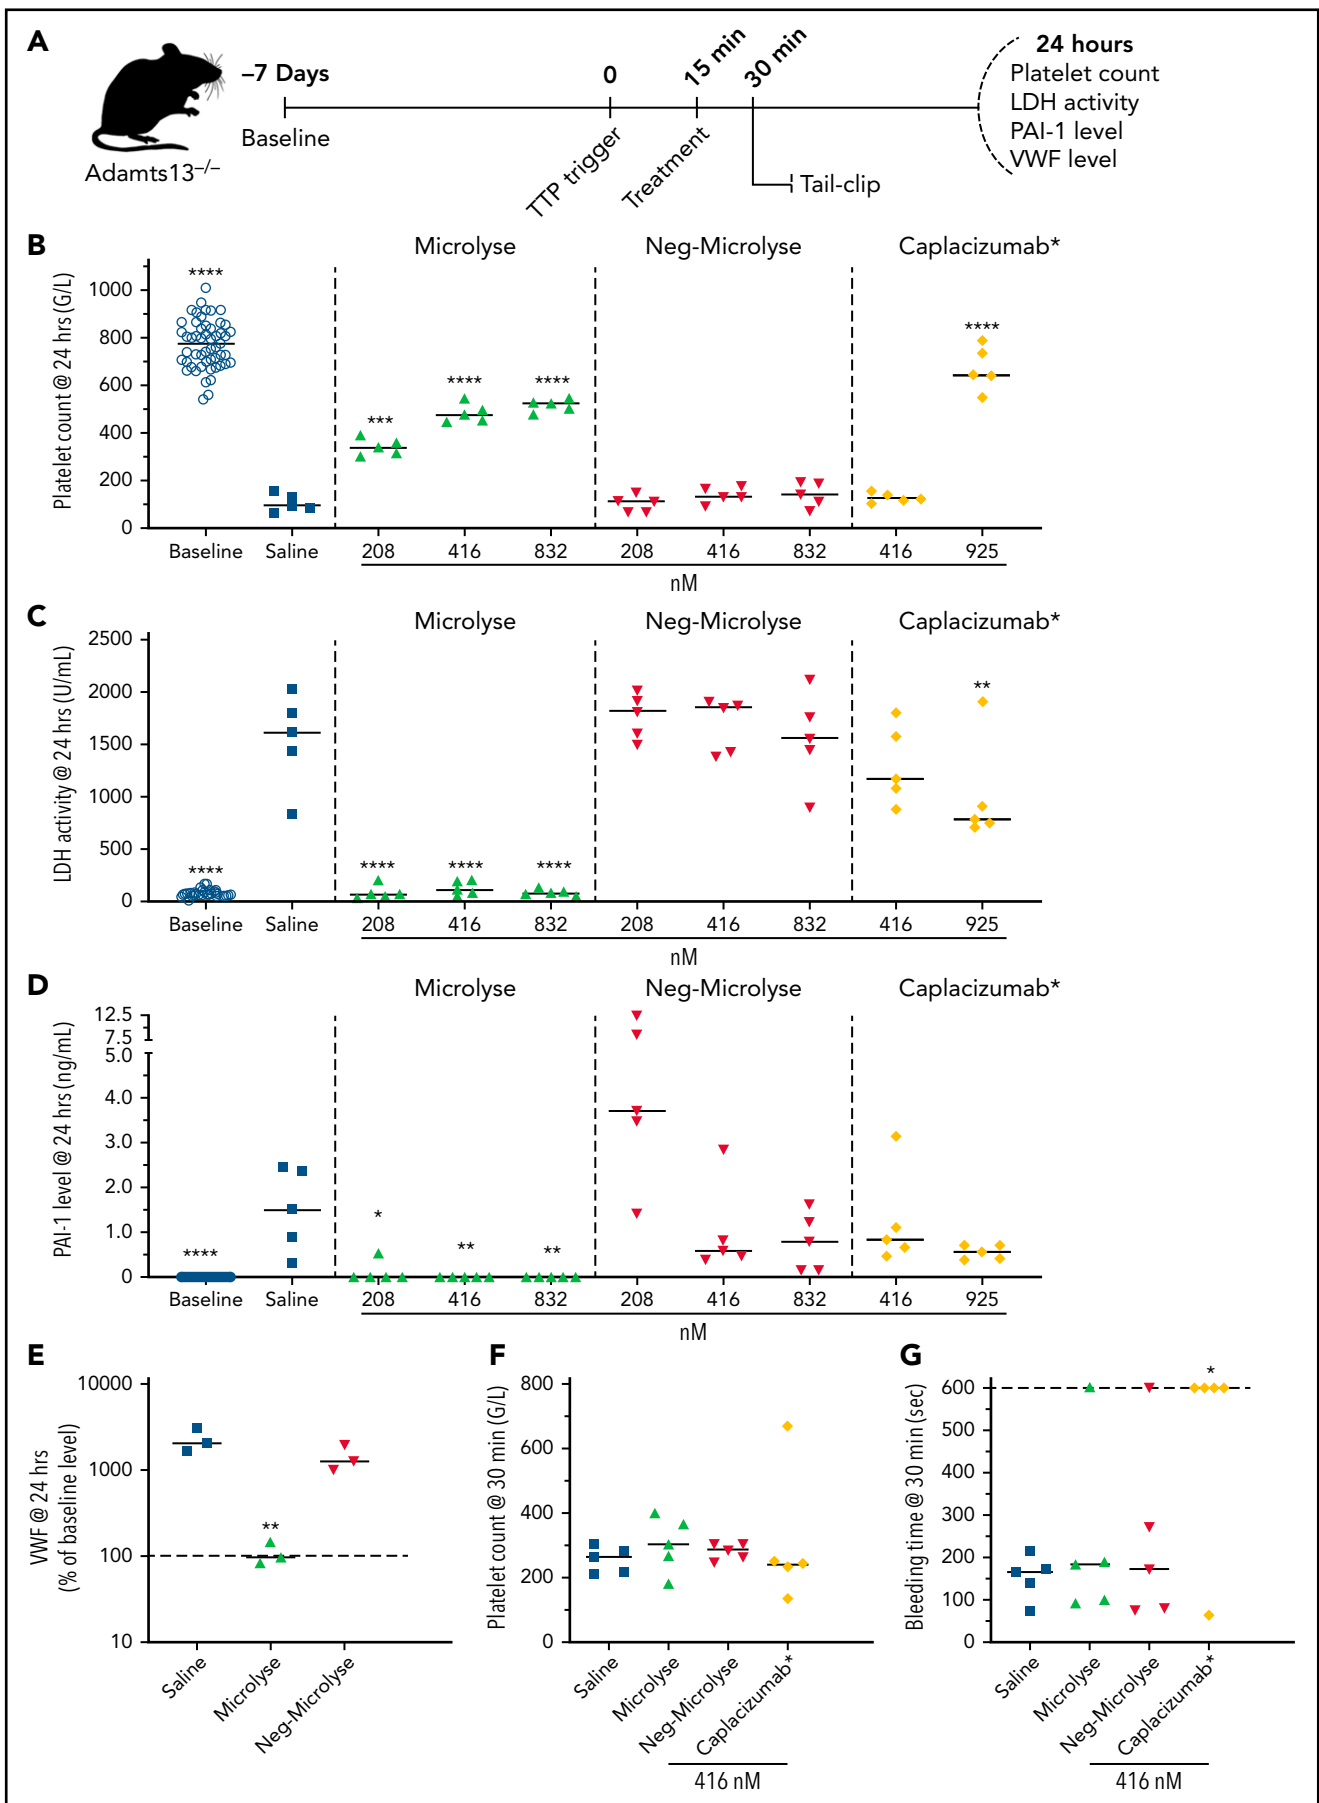 A
Adamts13–/–
–7 Days
Baseline
0
TTP trigger
15 min
Treatment
30 min
Tail-clip
24 hours
Platelet count
LDH activity
PAI-1 level
VWF level
B
Microlyse
Neg-Microlyse
Caplacizumab*
Platelet count @ 24 hrs (G/L)
1000
800
600
400
200
0
****
***
****
****
****
Baseline
Saline
208
416
832
208
416
832
416
925
nM
C
Microlyse
Neg-Microlyse
Caplacizumab*
LDH activity @ 24 hrs (U/mL)
2500
2000
1500
1000
500
0
****
****
****
****
**
Baseline
Saline
208
416
832
208
416
832
416
925
nM
D
Microlyse
Neg-Microlyse
Caplacizumab*
PAI-1 level @ 24 hrs (ng/mL)
12.5
7.5
5.0
4.0
3.0
2.0
1.0
0
****
*
**
**
Baseline
Saline
208
416
832
208
416
832
416
925
nM
E
VWF @ 24 hrs
(% of baseline level)
10000
1000
100
10
**
Saline
Microlyse
Neg-Microlyse
F
Platelet count @ 30 min (G/L)
800
600
400
200
0
Saline
Microlyse
Neg-Microlyse
Caplacizumab*
416 nM
G
Bleeding time @ 30 min (sec)
600
500
400
300
200
100
0
*
Saline
Microlyse
Neg-Microlyse
Caplacizumab*
416 nM